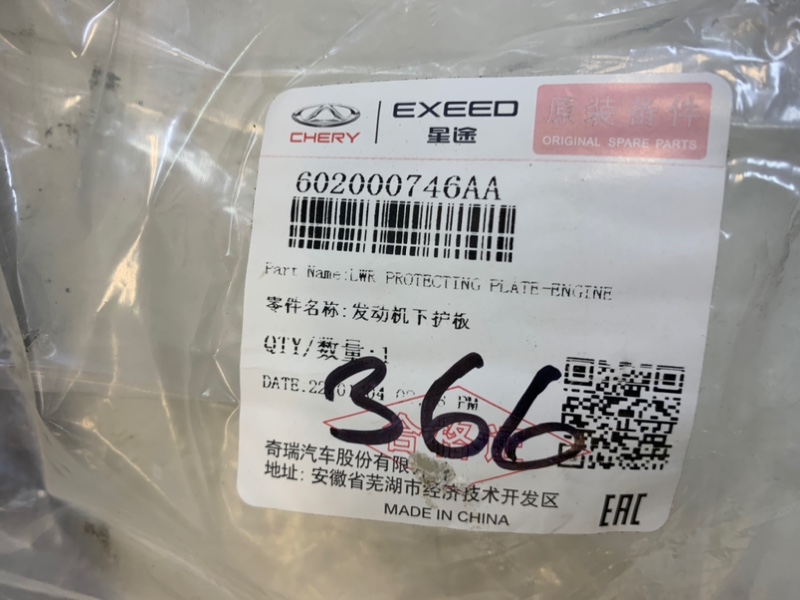 CHERY
EXEED
星途
原装备件
ORIGINAL SPARE PARTS
602000746AA
Part Name:LWR PROTECTING PLATE-ENGINE
零件名称:发动机下护板
QTY/数量:1
DATE.22
PM
366
奇瑞汽车股份有限
地址: 安徽省芜湖市经济技术开发区
MADE IN CHINA
EAC